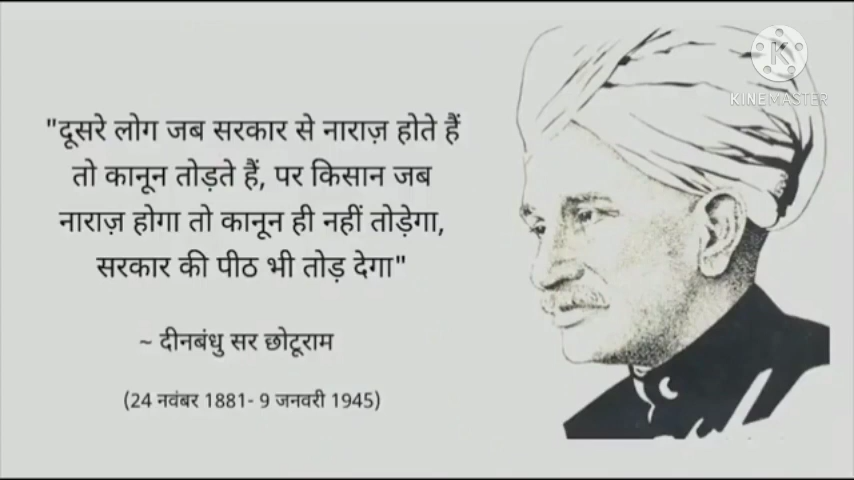 "दूसरे लोग जब सरकार से नाराज़ होते हैं
तो कानून तोड़ते हैं, पर किसान जब
नाराज़ होगा तो कानून ही नहीं तोड़ेगा,
सरकार की पीठ भी तोड़ देगा"
~ दीनबंधु सर छोटूराम
(24 नवंबर 1881- 9 जनवरी 1945)
K
KINEMASTER